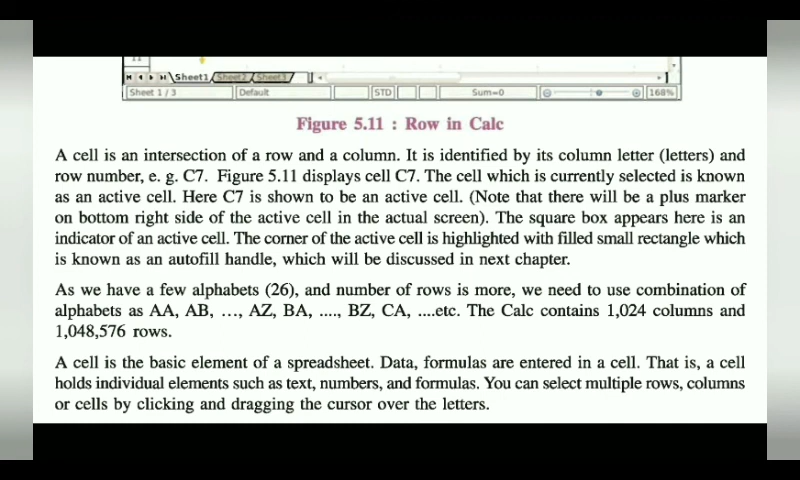 11
Sheet1 Sheet2 Sheet3
Sheet 1 / 3 Default STD Sum=0 168%
Figure 5.11 : Row in Calc
A cell is an intersection of a row and a column. It is identified by its column letter (letters) and
row number, e. g. C7. Figure 5.11 displays cell C7. The cell which is currently selected is known
as an active cell. Here C7 is shown to be an active cell. (Note that there will be a plus marker
on bottom right side of the active cell in the actual screen). The square box appears here is an
indicator of an active cell. The corner of the active cell is highlighted with filled small rectangle which
is known as an autofill handle, which will be discussed in next chapter.
As we have a few alphabets (26), and number of rows is more, we need to use combination of
alphabets as AA, AB, ..., AZ, BA, ...., BZ, CA, ....etc. The Calc contains 1,024 columns and
1,048,576 rows.
A cell is the basic element of a spreadsheet. Data, formulas are entered in a cell. That is, a cell
holds individual elements such as text, numbers, and formulas. You can select multiple rows, columns
or cells by clicking and dragging the cursor over the letters.